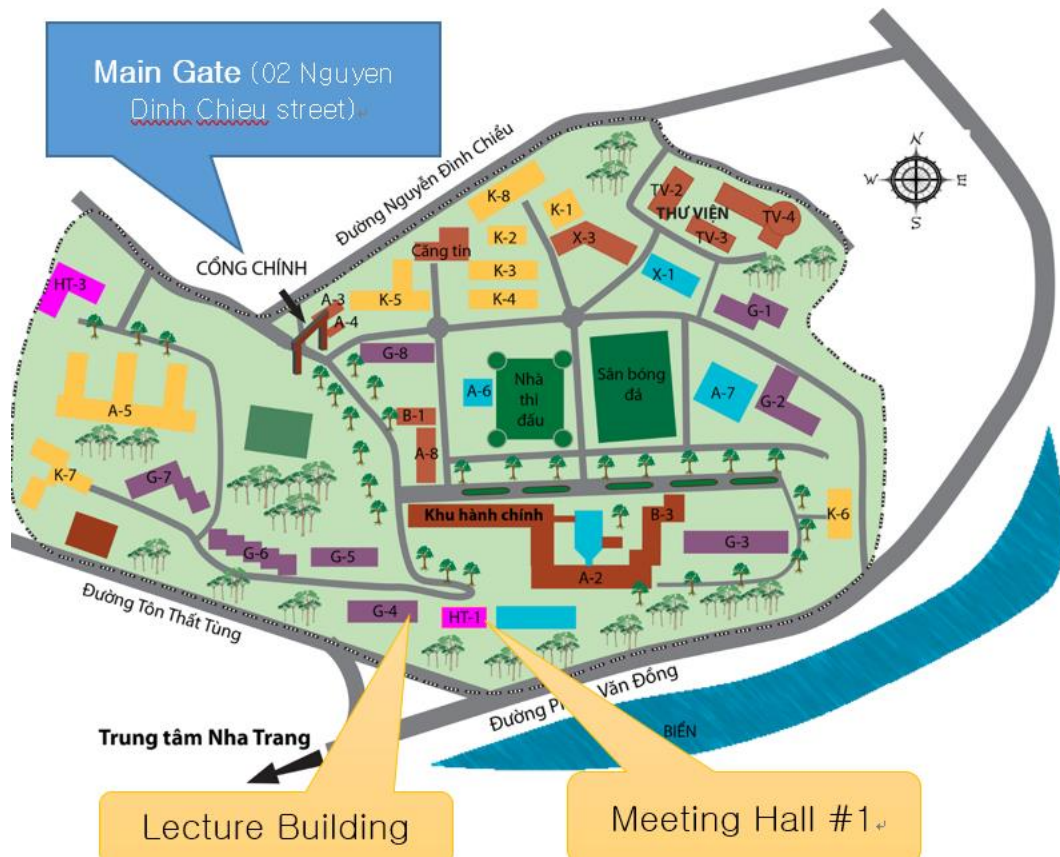 Main Gate (02 Nguyen
Dinh Chieu street)
Đường Nguyễn Đình Chiểu
N
W
E
S
K-8
K-1
TV-2
THƯ VIỆN
TV-4
K-2
X-3
TV-3
Căng tin
CỔNG CHÍNH
K-3
X-1
HT-3
K-5
K-4
A-3
A-4
G-1
G-8
A-6
Nhà
thi
đấu
Sân bóng
đá
A-7
G-2
A-5
B-1
A-8
K-7
G-7
K-6
Khu hành chính
B-3
G-6
G-5
G-3
A-2
Đường Tôn Thất Tùng
G-4
HT-1
Đường Ph Văn Đồng
BIỂN
Trung tâm Nha Trang
Lecture Building
Meeting Hall #1